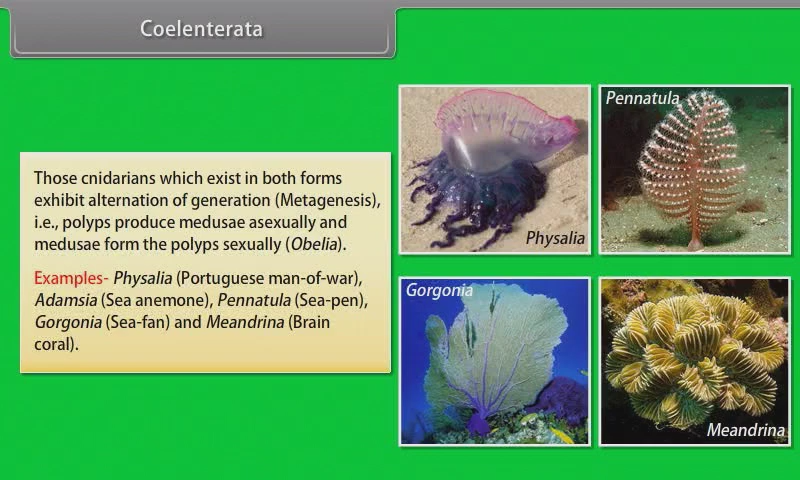 Coelenterata
Those cnidarians which exist in both forms
exhibit alternation of generation (Metagenesis),
i.e., polyps produce medusae asexually and
medusae form the polyps sexually (Obelia).
Examples- Physalia (Portuguese man-of-war),
Adamsia (Sea anemone), Pennatula (Sea-pen),
Gorgonia (Sea-fan) and Meandrina (Brain
coral).
Physalia
Pennatula
Gorgonia
Meandrina